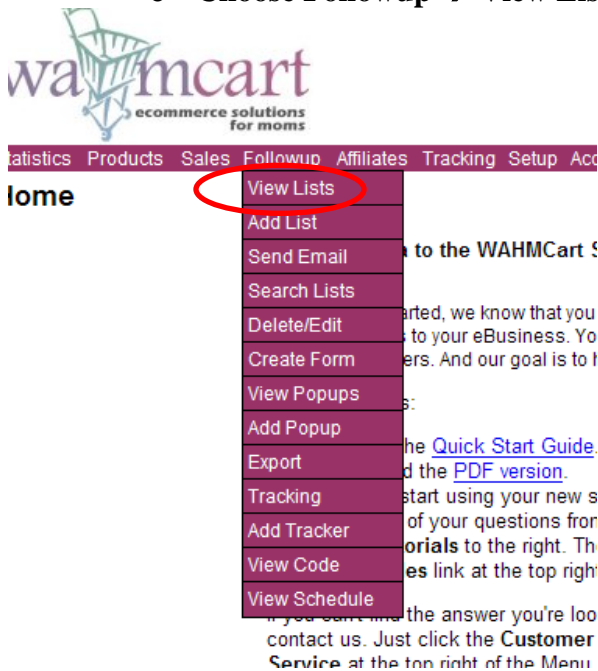 Choose Followup
wahmcart
ecommerce solutions
for moms
tatistics Products Sales Followup Affiliates Tracking Setup Acc
Home
View Lists
Add List
Send Email
to the WAHMCart S
Search Lists
arted, we know that you
Delete/Edit
to your eBusiness. Yo
Create Form
ers. And our goal is to h
View Popups
s:
Add Popup
he Quick Start Guide.
Export
d the PDF version.
Tracking
start using your new s
Add Tracker
of your questions fron
orials to the right. Th
View Code
es link at the top right
View Schedule
the answer you're loo
contact us. Just click the Customer
Service at the top right of the Menu